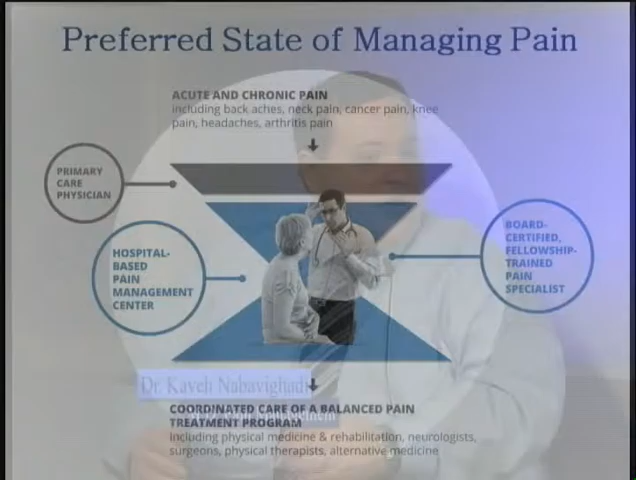 Preferred State of Managing Pain
ACUTE AND CHRONIC PAIN
including back aches, neck pain, cancer pain, knee
pain, headaches, arthritis pain
PRIMARY
CARE
PHYSICIAN
HOSPITAL-
BASED
PAIN
MANAGEMENT
CENTER
BOARD-
CERTIFIED,
FELLOWSHIP-
TRAINED
PAIN
SPECIALIST
Dr. Kaveh Nabavighadi
COORDINATED CARE OF A BALANCED PAIN
TREATMENT PROGRAM
Including physical medicine & rehabilitation, neurologists,
surgeons, physical therapists, alternative medicine